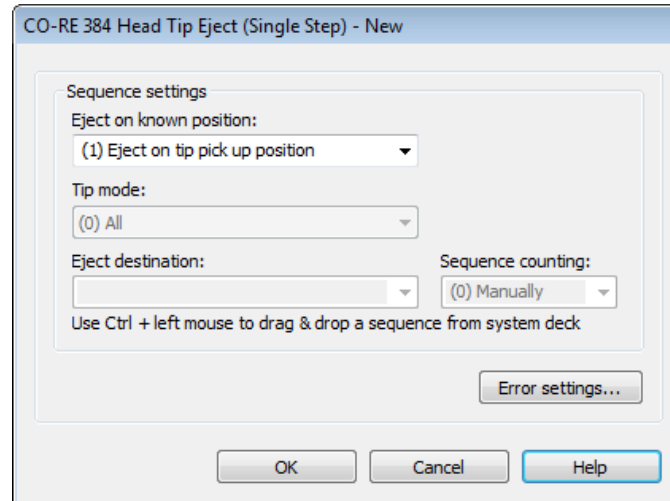 CO-RE 384 Head Tip Eject (Single Step) - New
Sequence settings
Eject on known position:
(1) Eject on tip pick up position
Tip mode:
(0) All
Eject destination: Sequence counting:
(0) Manually
Use Ctrl + left mouse to drag & drop a sequence from system deck
Error settings...
OK Cancel Help